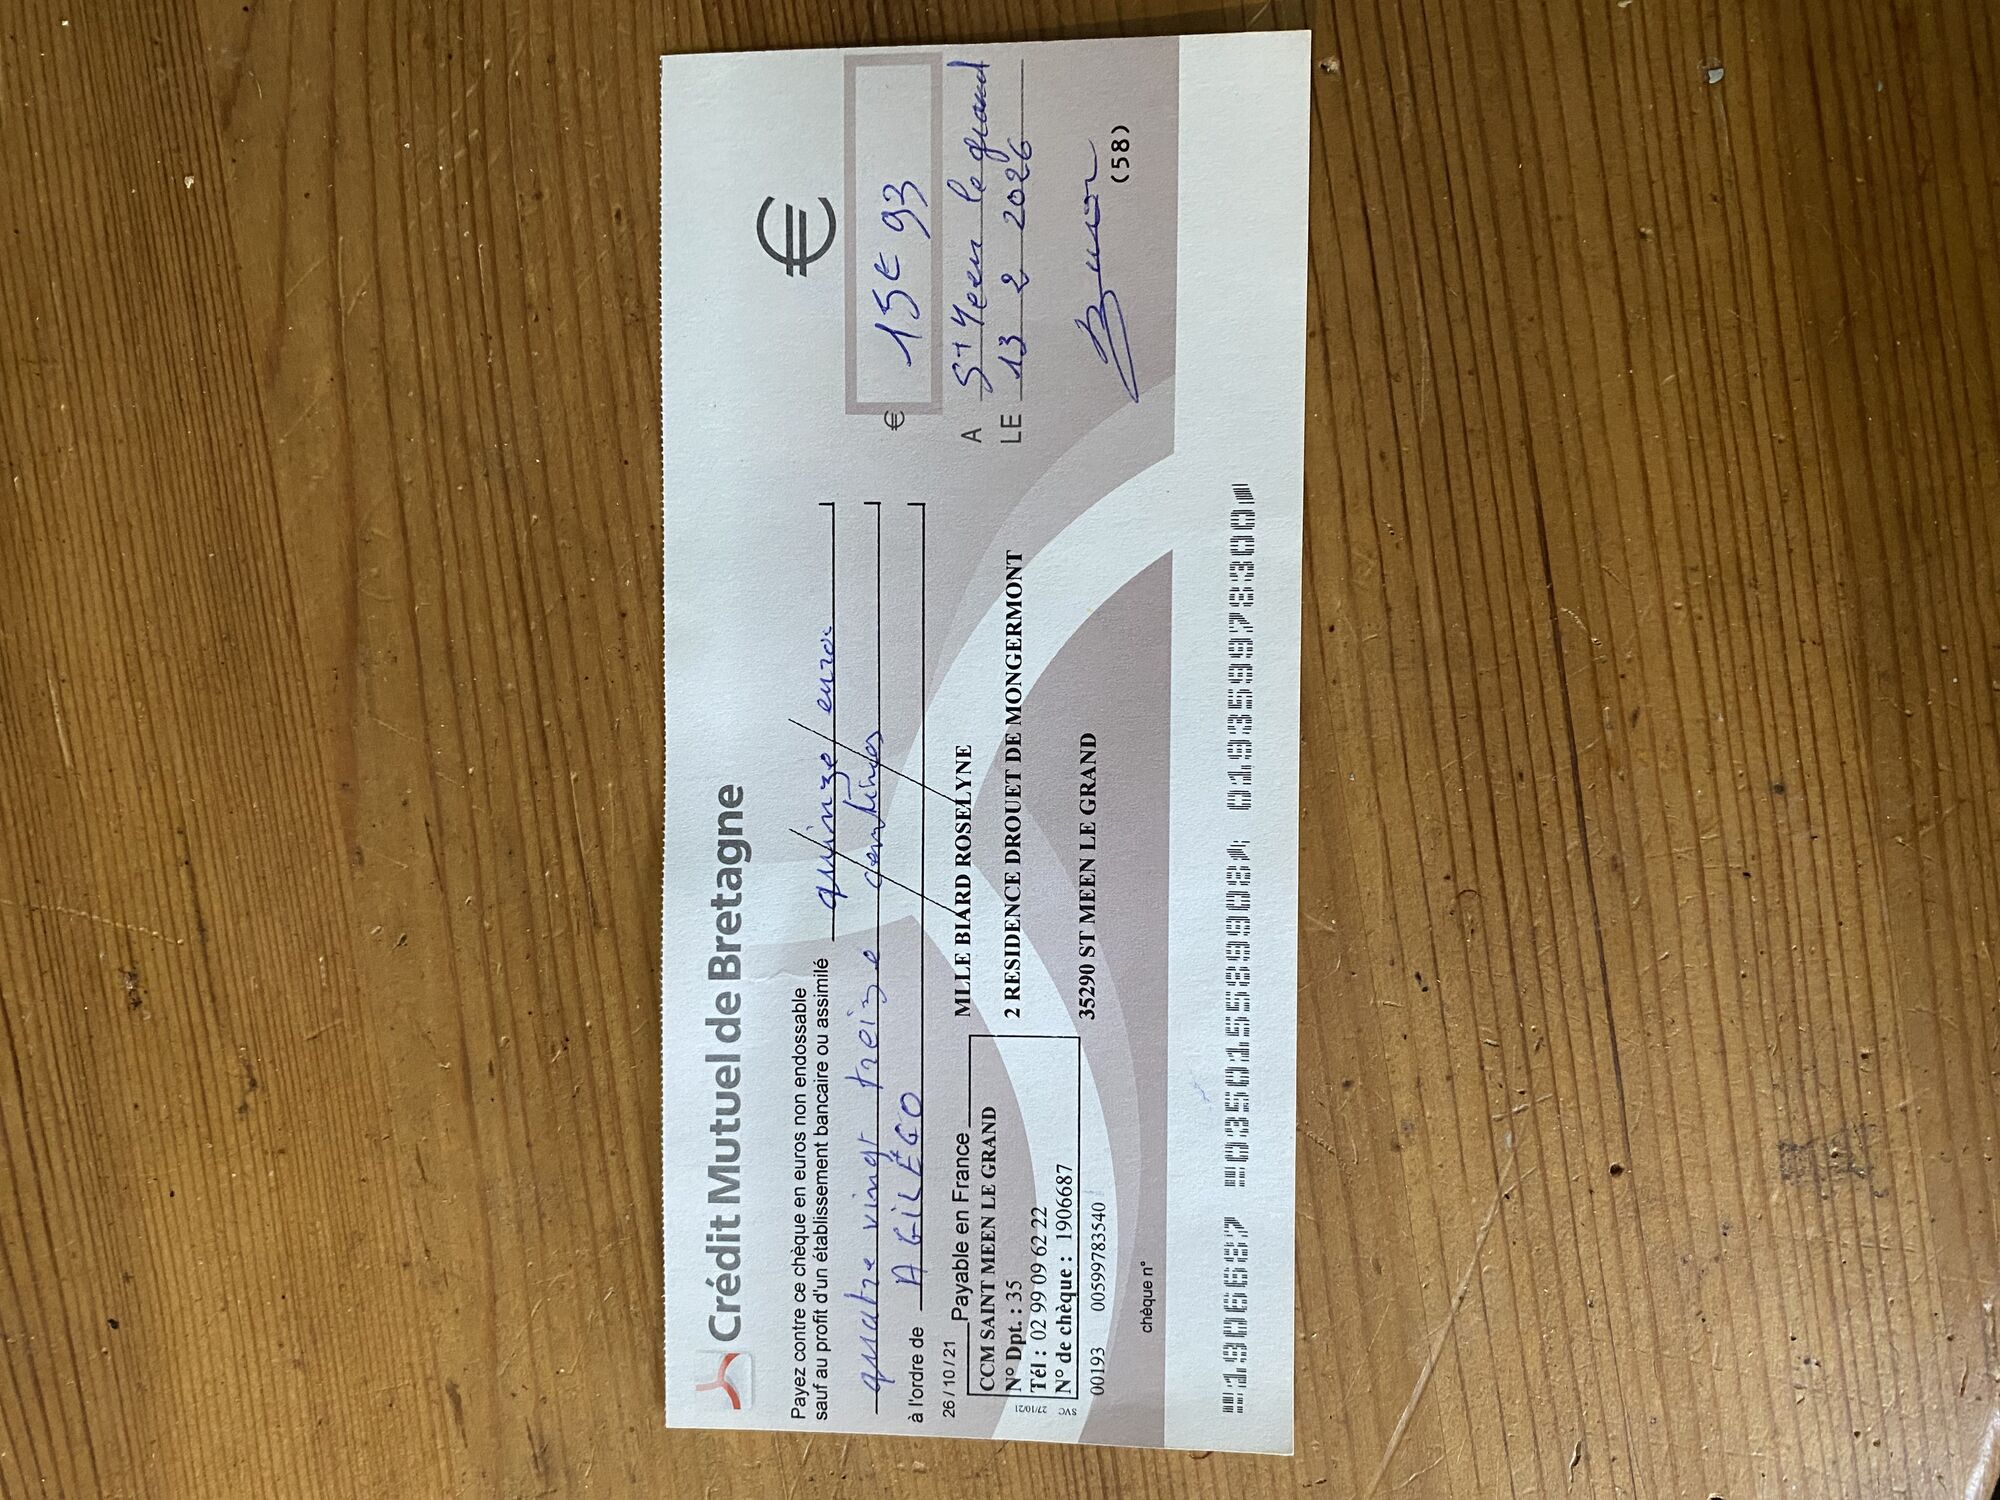 Crédit Mutuel de Bretagne
€
Payez contre ce chèque en euros non endossable
sauf au profit d'un établissement bancaire ou assimilé quinze euros
quatre vingt treize centimes
€ 15€ 93
à l'ordre de AGILÉCO
A St Meen le grand
LE 13 2 2026
26/10/21 Payable en France
CCM SAINT MEEN LE GRAND
N° Dpt. : 35
Tél : 02 99 09 62 22
N° de chèque : 1906687
SVC 27/10/21
00193 00599783540
MLLE BIARD ROSELYNE
2 RESIDENCE DROUET DE MONGERMONT
35290 ST MEEN LE GRAND
(58)
chèque n°